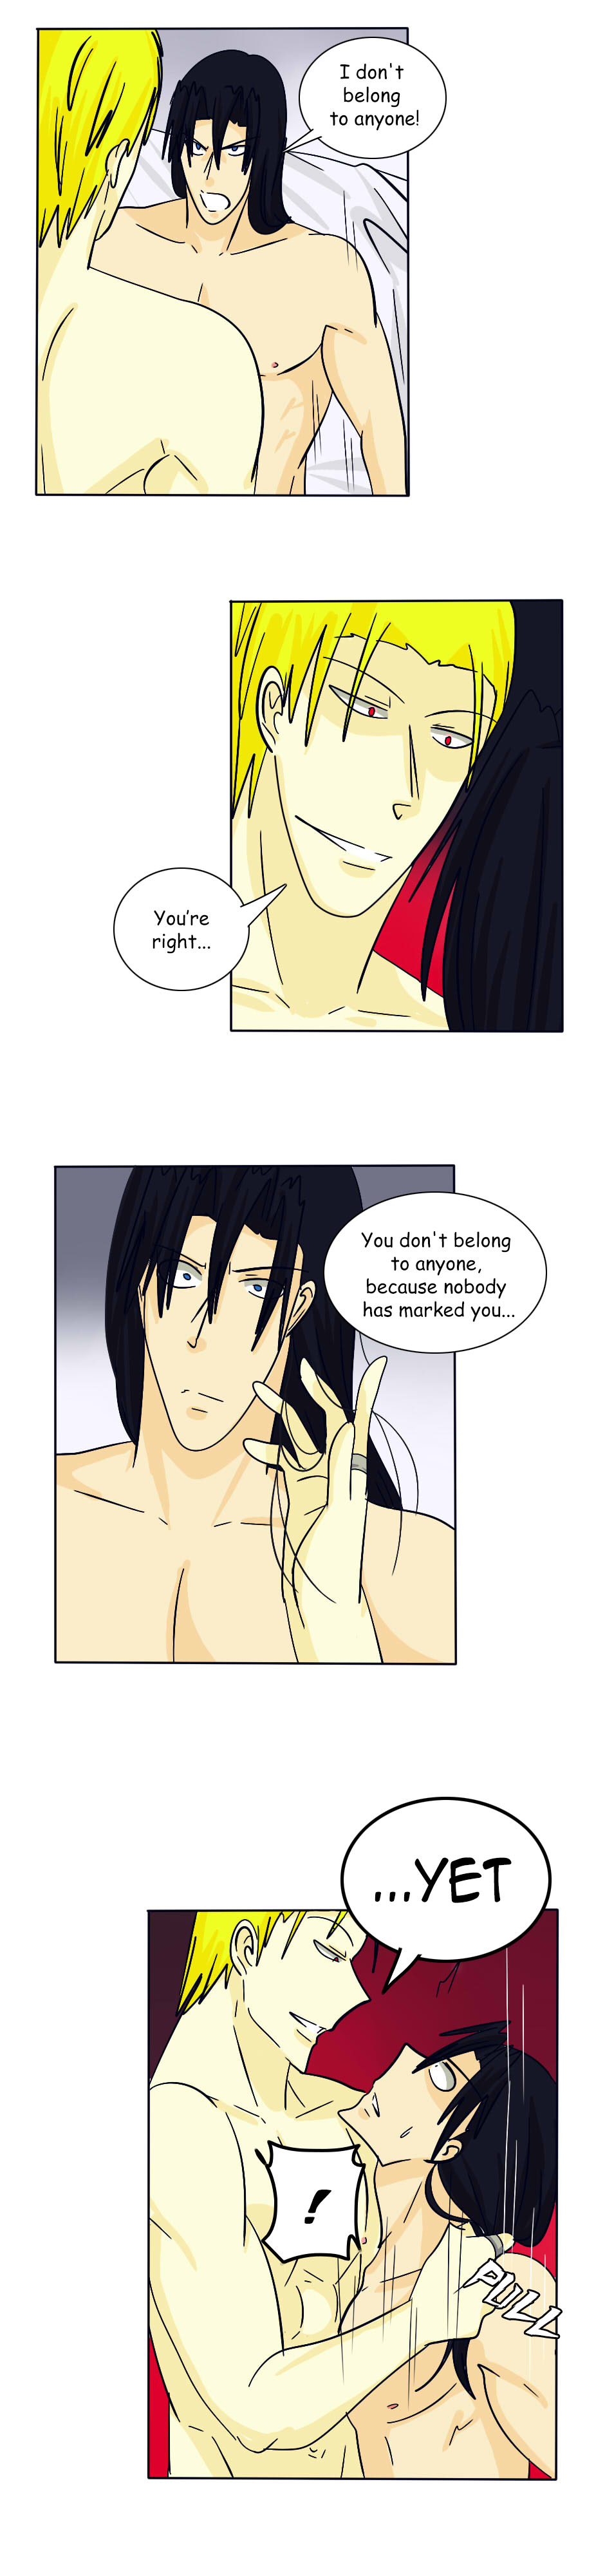 I don't
belong
to anyone!
You're
right...
You don't belong
to anyone,
because nobody
has marked you...
...YET
!
PULL